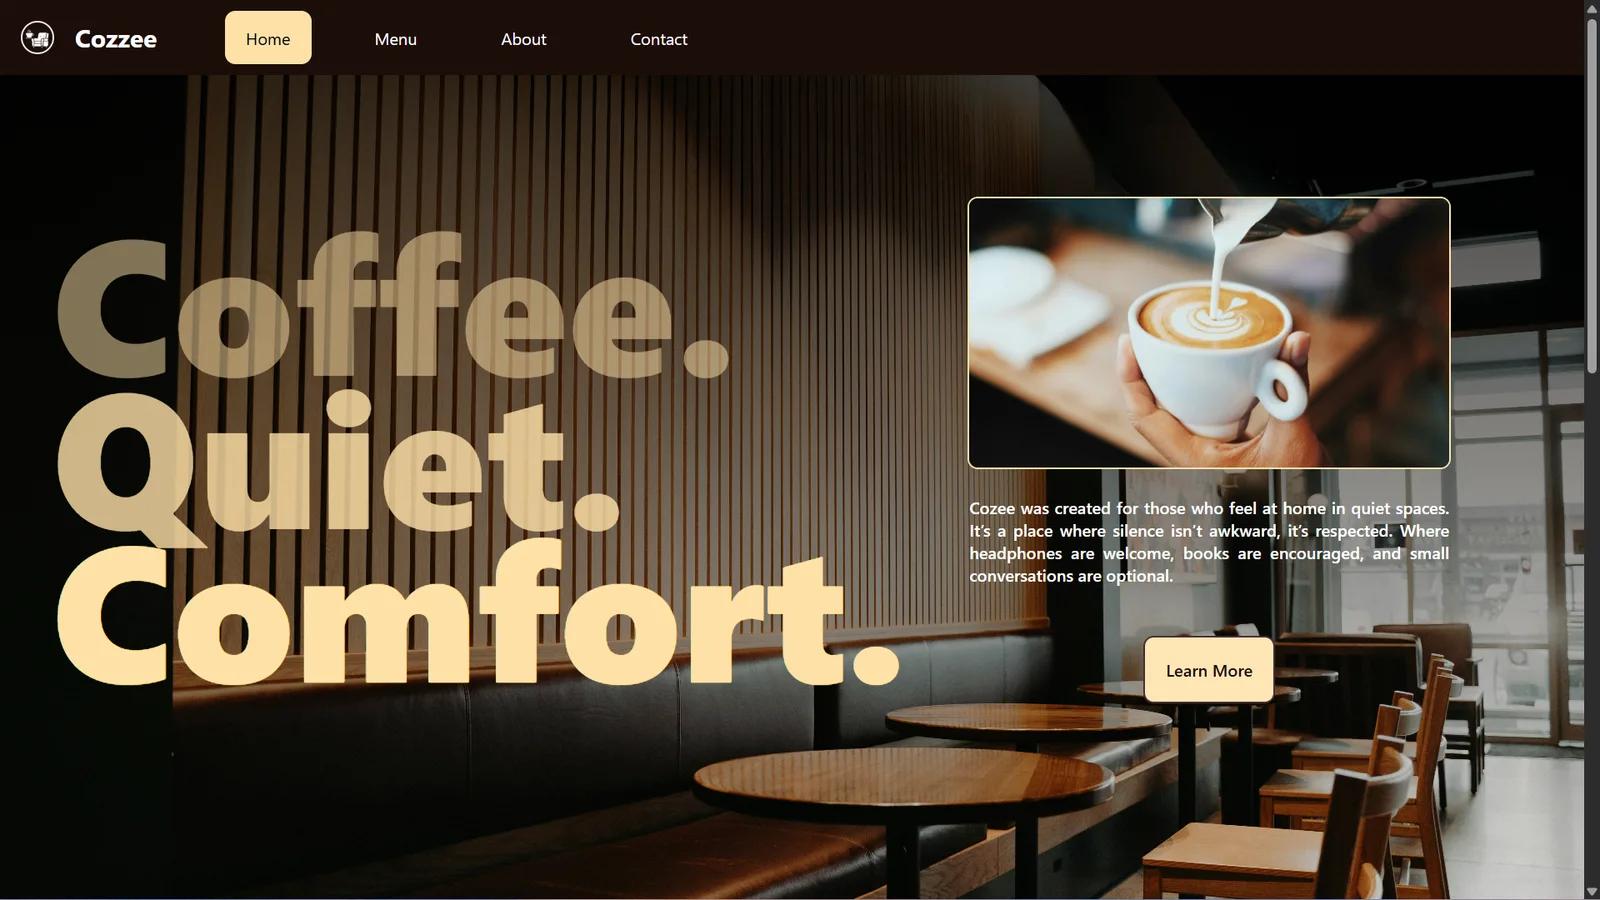 Cozzee
Home
Menu
About
Contact
Coffee.
Quiet.
Comfort.
Cozee was created for those who feel at home in quiet spaces.
It’s a place where silence isn’t awkward, it’s respected. Where
headphones are welcome, books are encouraged, and small
conversations are optional.
Learn More